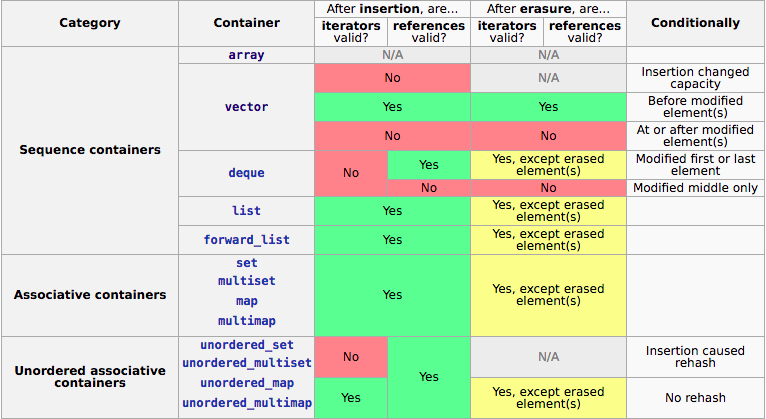 Category Container After insertion, are... After erasure, are... Conditionally
iterators valid? references valid? iterators valid? references valid?
Sequence containers
array N/A N/A
vector
No N/A Insertion changed capacity
Yes Yes Before modified element(s)
No No At or after modified element(s)
deque
No Yes Yes, except erased element(s) Modified first or last element
No No Modified middle only
list Yes Yes, except erased element(s)
forward_list Yes Yes, except erased element(s)
Associative containers
set
multiset
map
multimap
Yes Yes, except erased element(s)
Unordered associative containers
unordered_set
unordered_multiset
unordered_map
unordered_multimap
No Yes N/A Insertion caused rehash
Yes Yes, except erased element(s) No rehash